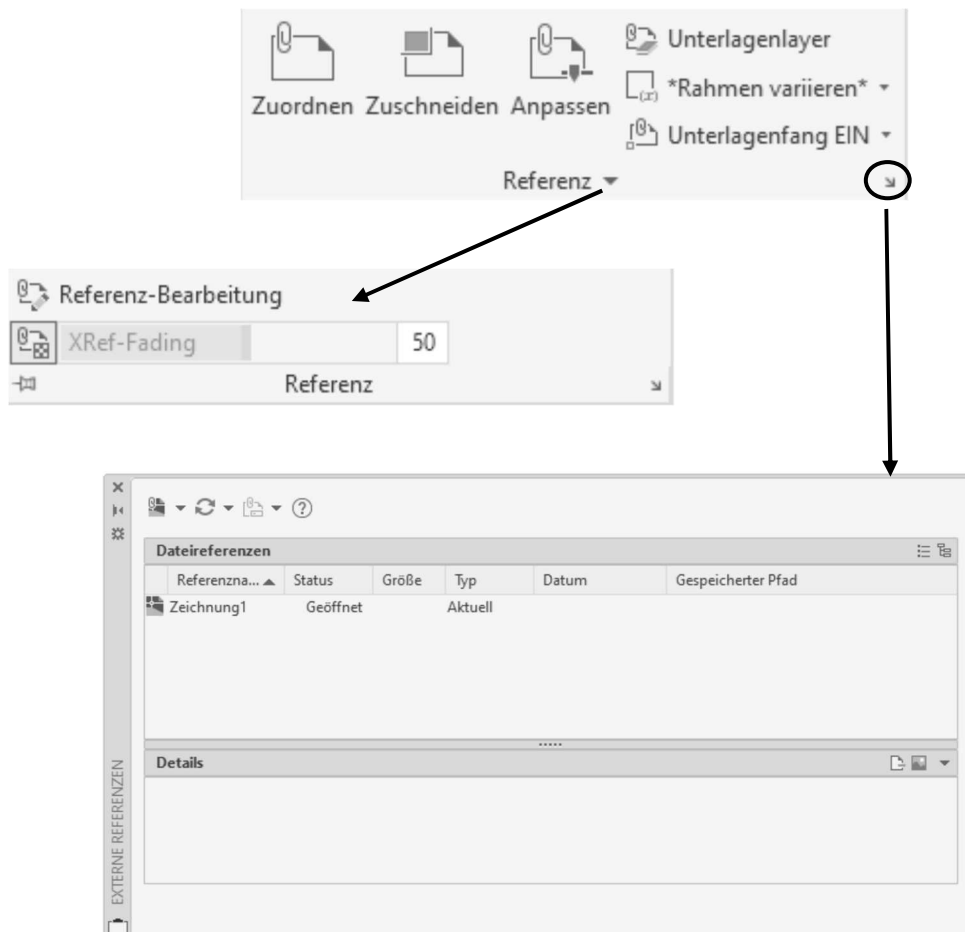 Unterlagenlayer
*Rahmen variieren*
Zuordnen Zuschneiden Anpassen
(x)
Unterlagenfang EIN
Referenz
Referenz-Bearbeitung
XRef-Fading 50
Referenz
Dateireferenzen
Referenzna... Status Größe Typ Datum Gespeicherter Pfad
Zeichnung1 Geöffnet Aktuell
Details
EXTERNE REFERENZEN